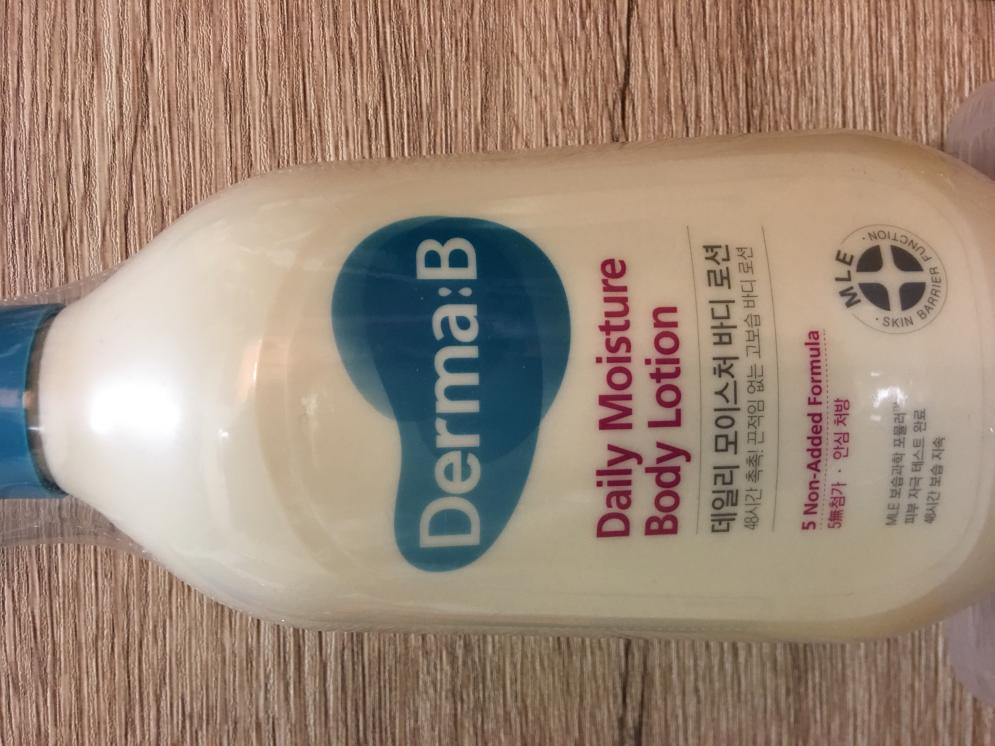 Derma:B
Daily Moisture
Body Lotion
데일리 모이스처 바디 로션
48시간 촉촉! 끈적임 없는 고보습 바디 로션
5 Non-Added Formula
5無첨가 · 안심 처방
MLE
· SKIN BARRIER FUNCTION ·
MLE 보습과학 포뮬러™
피부 자극 테스트 완료
48시간 보습 지속